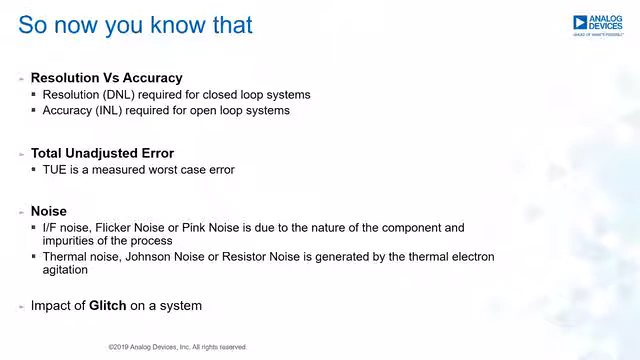 So now you know that
ANALOG
DEVICES
AHEAD OF WHAT'S POSSIBLE™
Resolution Vs Accuracy
Resolution (DNL) required for closed loop systems
Accuracy (INL) required for open loop systems
Total Unadjusted Error
TUE is a measured worst case error
Noise
I/F noise, Flicker Noise or Pink Noise is due to the nature of the component and
impurities of the process
Thermal noise, Johnson Noise or Resistor Noise is generated by the thermal electron
agitation
Impact of Glitch on a system
©2019 Analog Devices, Inc. All rights reserved.